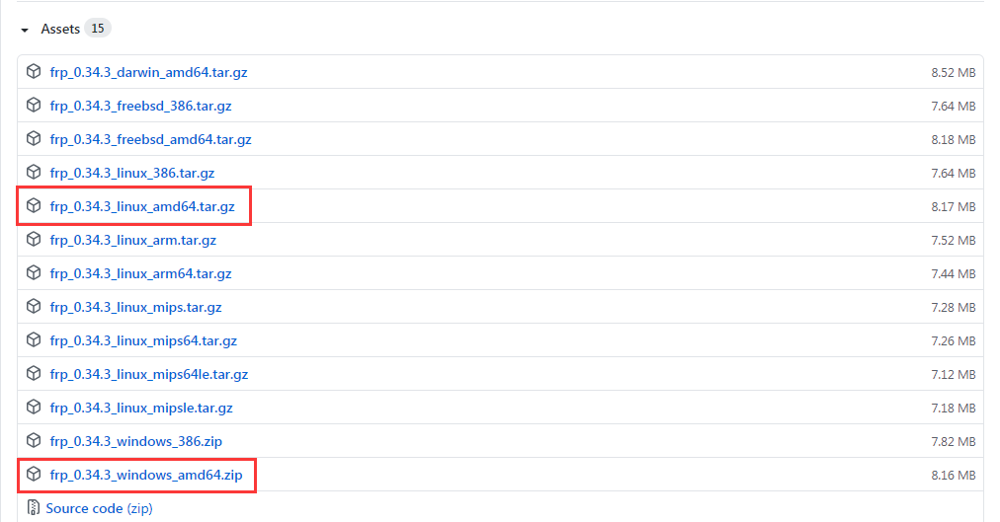 Assets 15
frp_0.34.3_darwin_amd64.tar.gz 8.52 MB
frp_0.34.3_freebsd_386.tar.gz 7.64 MB
frp_0.34.3_freebsd_amd64.tar.gz 8.18 MB
frp_0.34.3_linux_386.tar.gz 7.64 MB
frp_0.34.3_linux_amd64.tar.gz 8.17 MB
frp_0.34.3_linux_arm.tar.gz 7.52 MB
frp_0.34.3_linux_arm64.tar.gz 7.44 MB
frp_0.34.3_linux_mips.tar.gz 7.28 MB
frp_0.34.3_linux_mips64.tar.gz 7.26 MB
frp_0.34.3_linux_mips64le.tar.gz 7.12 MB
frp_0.34.3_linux_mipsle.tar.gz 7.18 MB
frp_0.34.3_windows_386.zip 7.82 MB
frp_0.34.3_windows_amd64.zip 8.16 MB
Source code (zip)